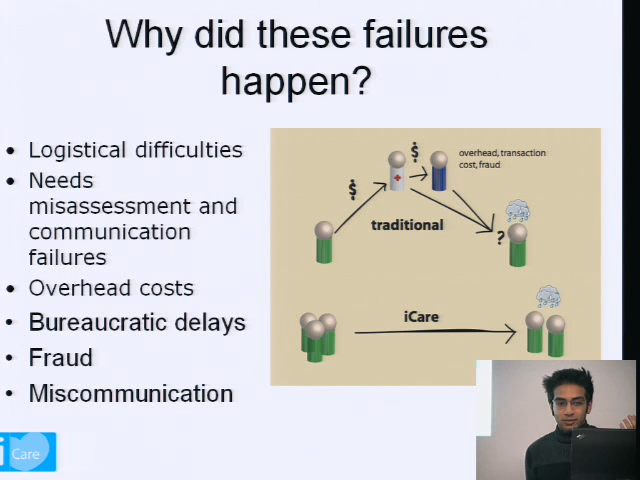 Why did these failures
happen?
• Logistical difficulties
• Needs
misassessment and
communication
failures
• Overhead costs
• Bureaucratic delays
• Fraud
• Miscommunication
$
$
overhead, transaction
cost, fraud
traditional
?
iCare
i Care